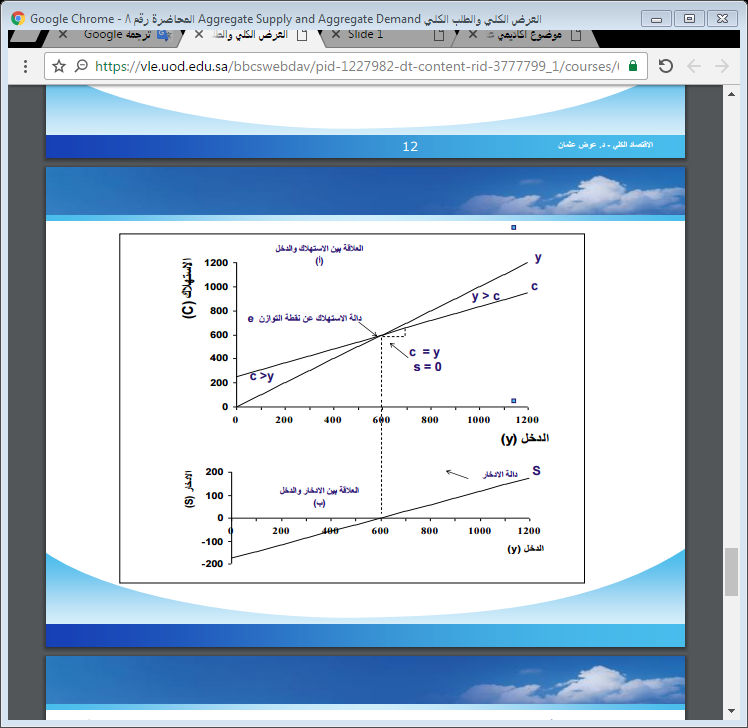 العرض الكلي والطلب الكلي Aggregate Supply and Aggregate Demand المحاضرة رقم ٨ - Google Chrome
ترجمة Google
العرض الكلي والطلا
Slide 1
موضوع اكاديمي
https://vle.uod.edu.sa/bbcswebdav/pid-1227982-dt-content-rid-3777799_1/courses/
12
الاقتصاد الكلي - د. عوض عثمان
العلاقة بين الاستهلاك والدخل
(أ)
الاستهلاك (C)
1200
1000
800
600
400
200
0
y
c
y > c
دالة الاستهلاك عن نقطة التوازن e
c = y
s = 0
c >y
0 200 400 600 800 1000 1200
الدخل (y)
الادخار (S)
200
100
0
-100
-200
العلاقة بين الادخار والدخل
(ب)
دالة الادخار
S
0 200 400 600 800 1000 1200
الدخل (y)